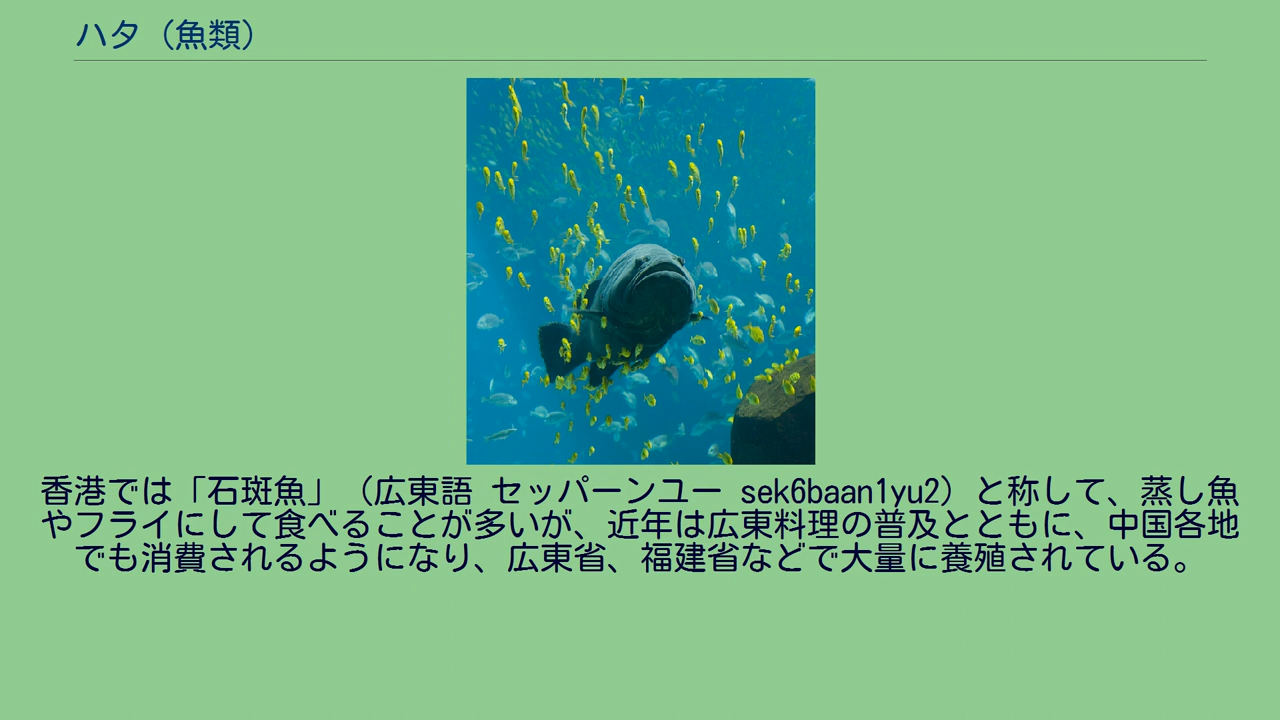 ハタ（魚類）
香港では「石斑魚」（広東語 セッパーンユー sek6baan1yu2）と称して、蒸し魚
やフライにして食べることが多いが、近年は広東料理の普及とともに、中国各地
でも消費されるようになり、広東省、福建省などで大量に養殖されている。